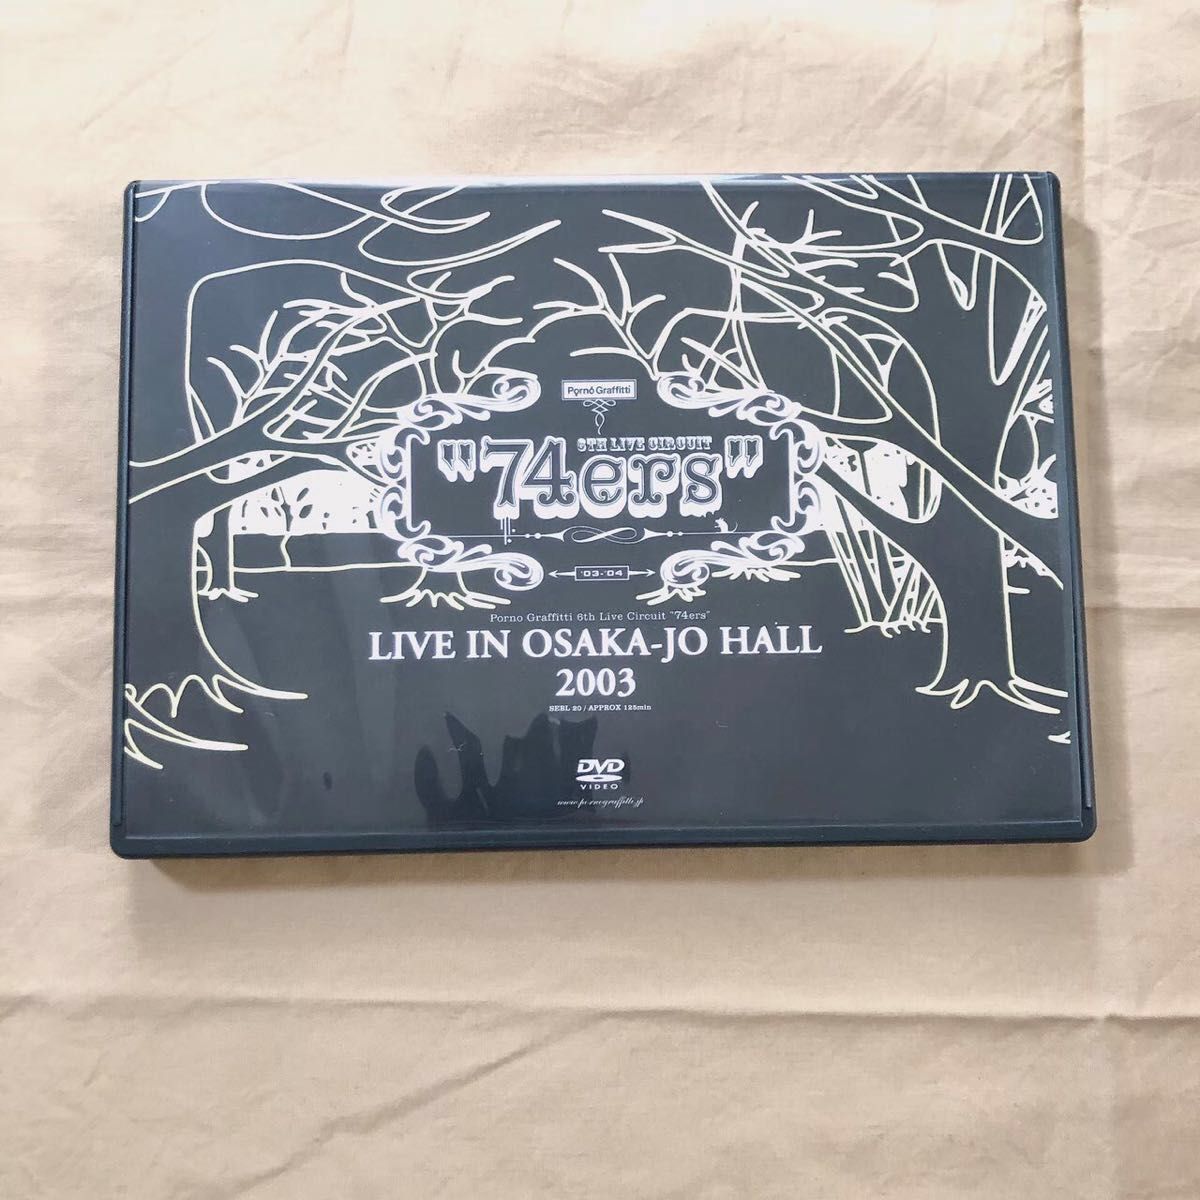 Pornó Graffitti
6TH LIVE CIRCUIT
"74ers"
'03-'04
Porno Graffitti 6th Live Circuit "74ers"
LIVE IN OSAKA-JO HALL
2003
SEBL 20 / APPROX 125min
DVD
VIDEO
www.pornograffitti.jp